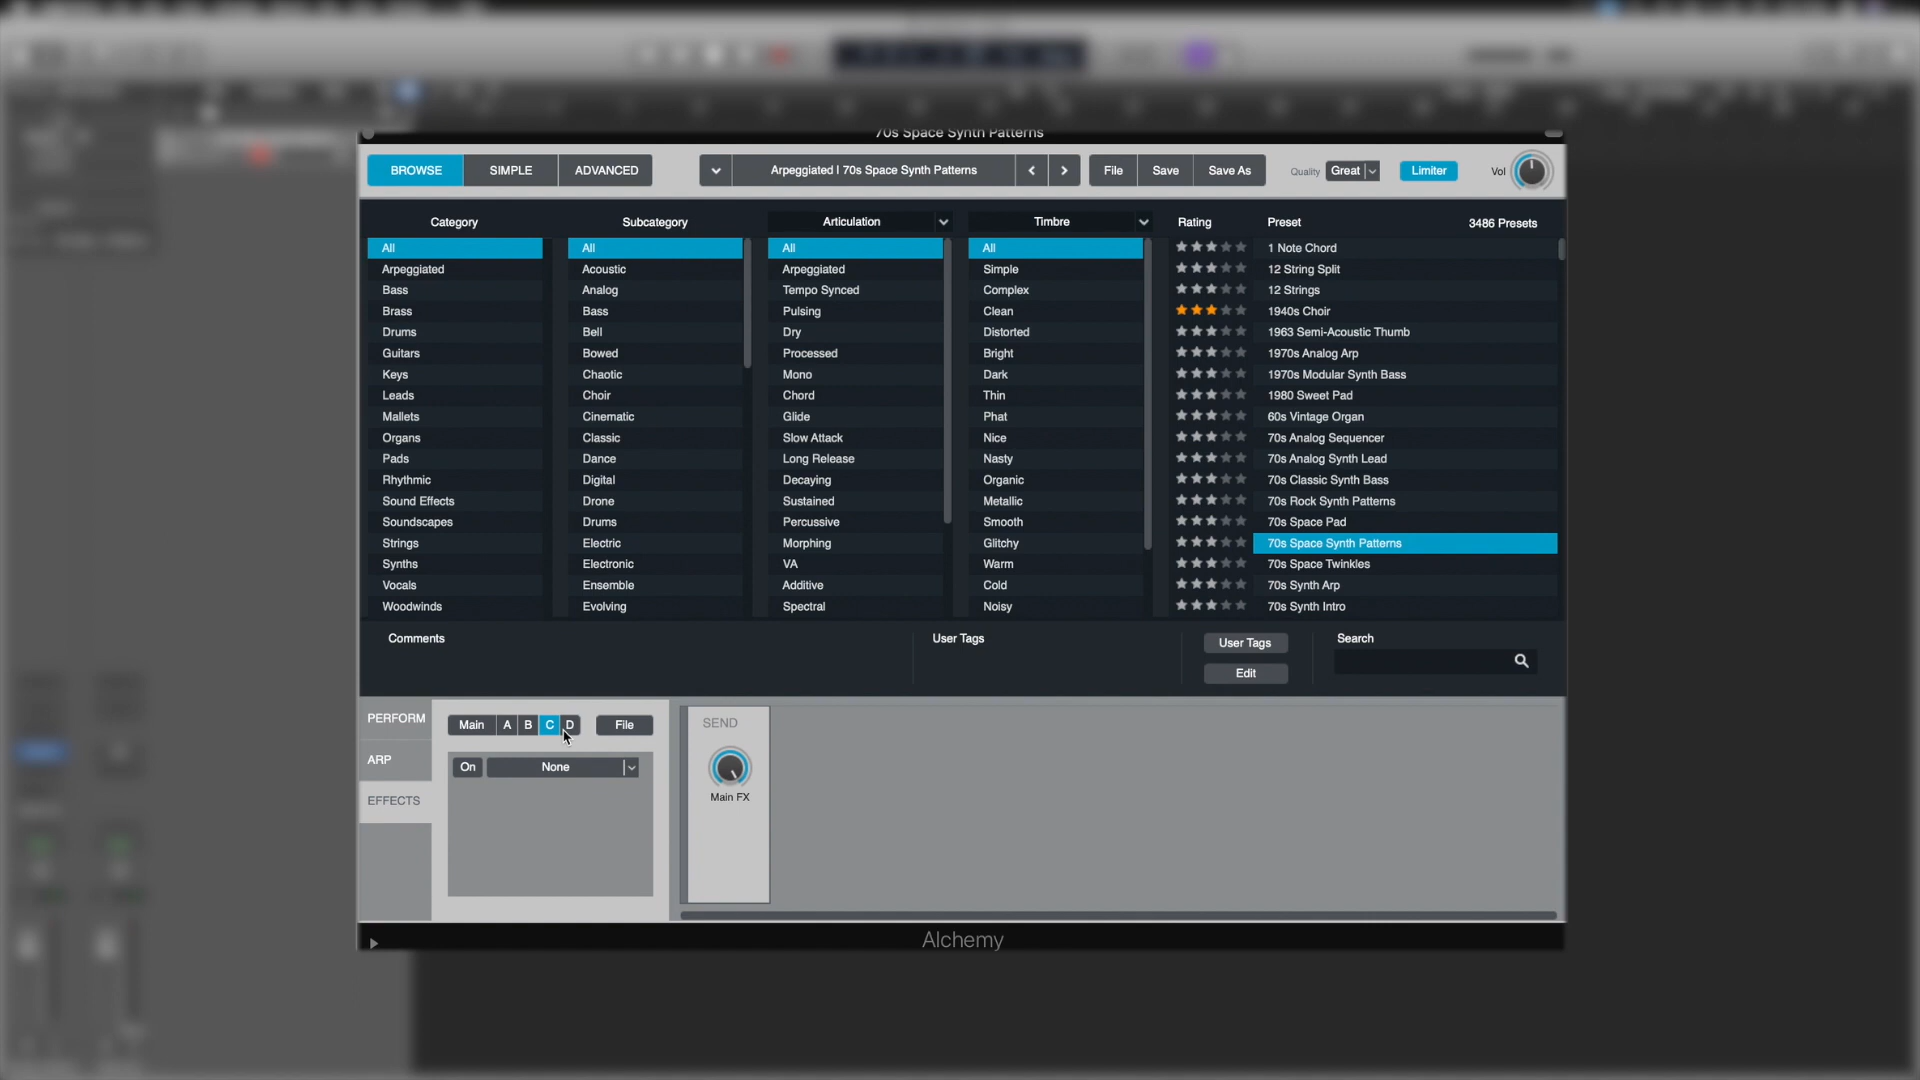 70s Space Synth Patterns
BROWSE SIMPLE ADVANCED Arpeggiated | 70s Space Synth Patterns File Save Save As Quality Great Limiter Vol
Category Subcategory Articulation Timbre Rating Preset 3486 Presets
All All All All 1 Note Chord
Arpeggiated Acoustic Arpeggiated Simple 12 String Split
Bass Analog Tempo Synced Complex 12 Strings
Brass Bass Pulsing Clean 1940s Choir
Drums Bell Dry Distorted 1963 Semi-Acoustic Thumb
Guitars Bowed Processed Bright 1970s Analog Arp
Keys Chaotic Mono Dark 1970s Modular Synth Bass
Leads Choir Chord Thin 1980 Sweet Pad
Mallets Cinematic Glide Phat 60s Vintage Organ
Organs Classic Slow Attack Nice 70s Analog Sequencer
Pads Dance Long Release Nasty 70s Analog Synth Lead
Rhythmic Digital Decaying Organic 70s Classic Synth Bass
Sound Effects Drone Sustained Metallic 70s Rock Synth Patterns
Soundscapes Drums Percussive Smooth 70s Space Pad
Strings Electric Morphing Glitchy 70s Space Synth Patterns
Synths Electronic VA Warm 70s Space Twinkles
Vocals Ensemble Additive Cold 70s Synth Arp
Woodwinds Evolving Spectral Noisy 70s Synth Intro
Comments User Tags User Tags Search
Edit
PERFORM Main A B C D File SEND
ARP On None
Main FX
EFFECTS
Alchemy